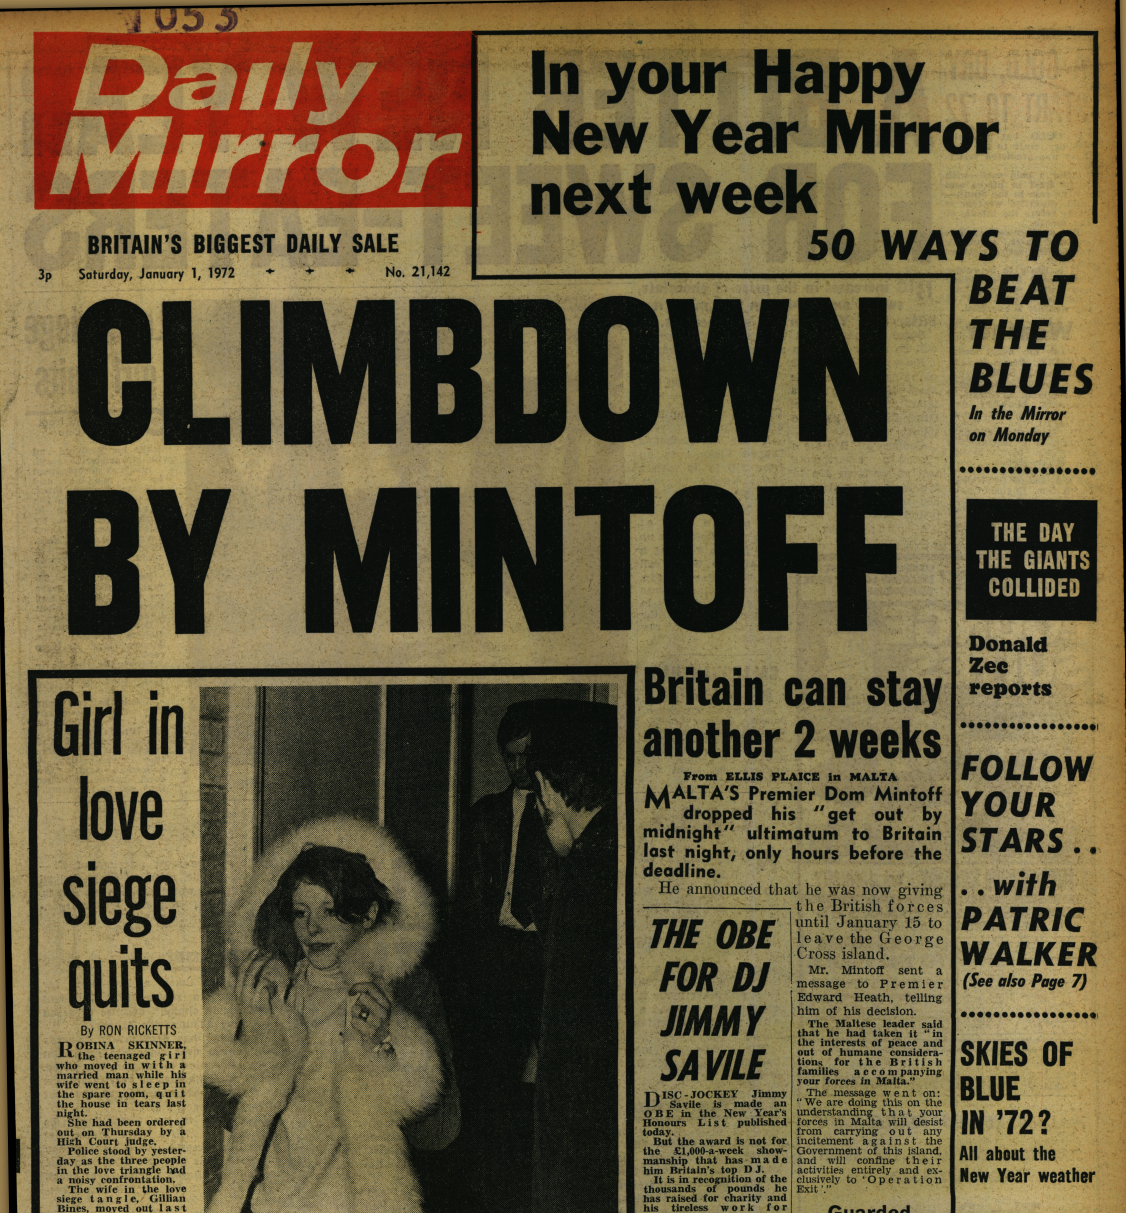 1053
Daily
Mirror
BRITAIN'S BIGGEST DAILY SALE
3p Saturday, January 1, 1972 + + + No. 21,142
In your Happy
New Year Mirror
next week
50 WAYS TO
BEAT
THE
BLUES
In the Mirror
on Monday
CLIMBDOWN
BY MINTOFF
THE DAY
THE GIANTS
COLLIDED
Donald
Zec
reports
FOLLOW
YOUR
STARS . .
. . with
PATRIC
WALKER
(See also Page 7)
SKIES OF
BLUE
IN '72?
All about the
New Year weather
Girl in
love
siege
quits
By RON RICKETTS
ROBINA SKINNER,
the teenaged girl
who moved in with a
married man while his
wife went to sleep in
the spare room, quit
the house in tears last
night.
She had been ordered
out on Thursday by a
High Court judge.
Police stood by yester-
day as the three people
in the love triangle had
a noisy confrontation.
The wife in the love
siege tangle, Gillian
Bines, moved out last
Britain can stay
another 2 weeks
From ELLIS PLAICE in MALTA
MALTA'S Premier Dom Mintoff
dropped his "get out by
midnight" ultimatum to Britain
last night, only hours before the
deadline.
He announced that he was now giving
the British forces
until January 15 to
leave the George
Cross island.
Mr. Mintoff sent a
message to Premier
Edward Heath, telling
him of his decision.
The Maltese leader said
that he had taken it "in
the interests of peace and
out of humane considera-
tions for the British
families accompanying
your forces in Malta."
The message went on:
"We are doing this on the
understanding that your
forces in Malta will desist
from carrying out any
incitement against the
Government of this island,
and will confine their
activities entirely and ex-
clusively to 'Operation
Exit'."
Guarded
THE OBE
FOR DJ
JIMMY
SAVILE
DISC-JOCKEY Jimmy
Savile is made an
OBE in the New Year's
Honours List published
today.
But the award is not for
the £1,000-a-week show-
manship that has made
him Britain's top DJ.
It is in recognition of the
thousands of pounds he
has raised for charity and
his tireless work for